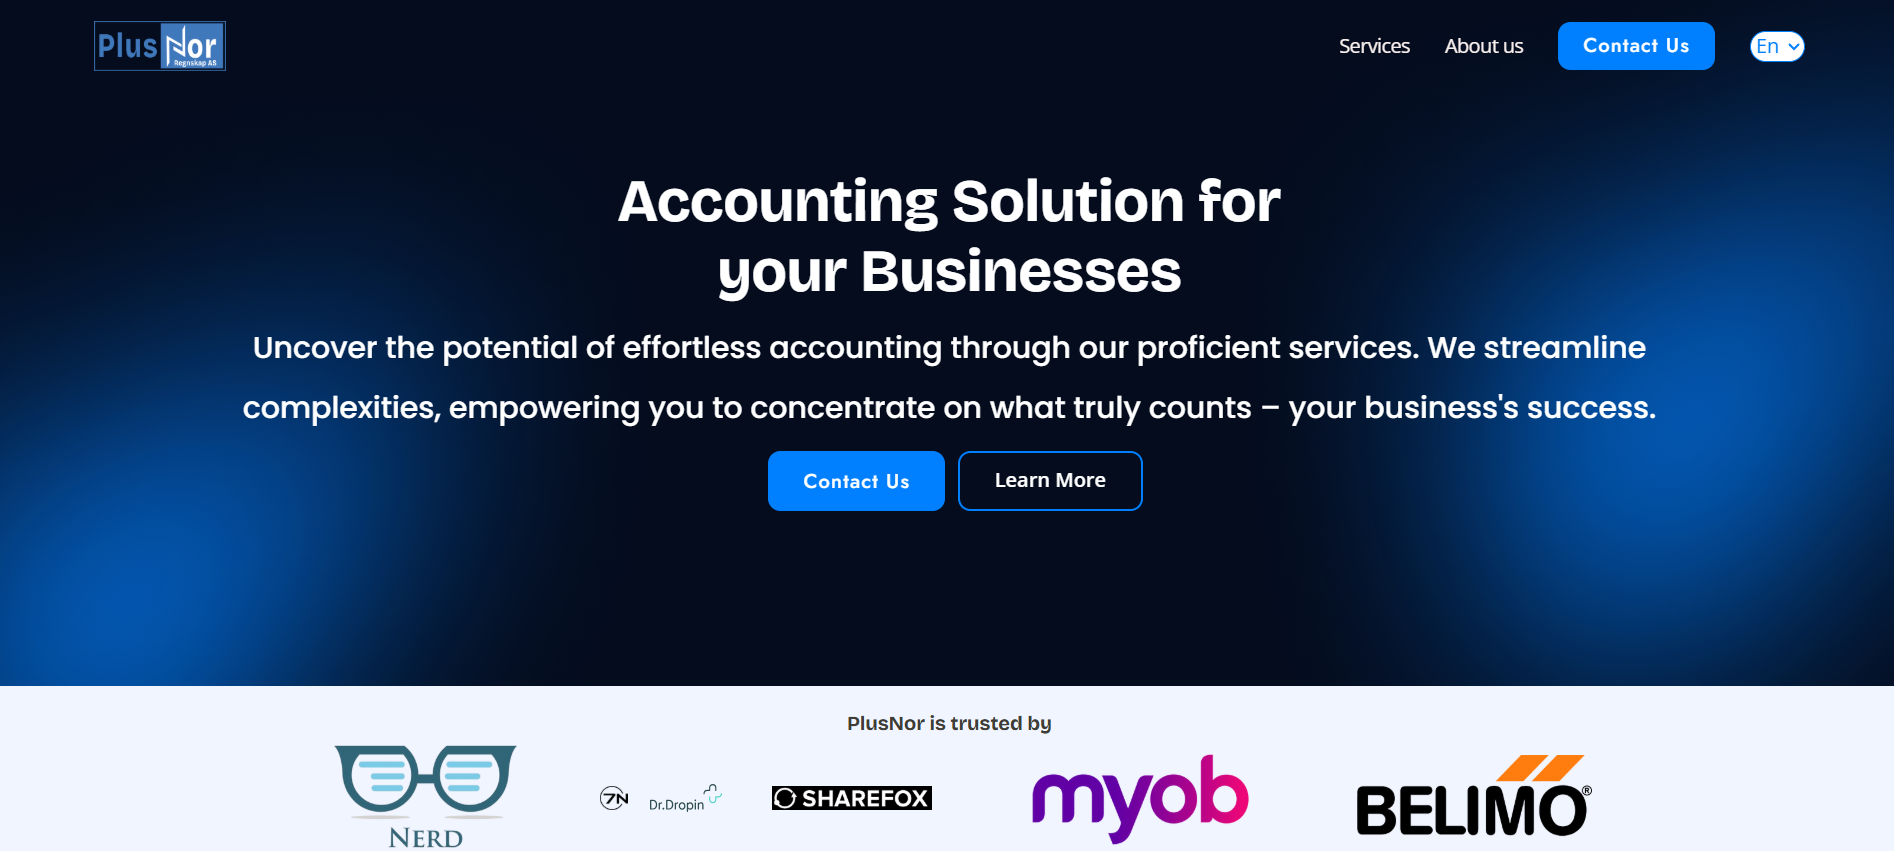 Plus Nor
Regnskap AS
Services
About us
Contact Us
En
Accounting Solution for
your Businesses
Uncover the potential of effortless accounting through our proficient services. We streamline
complexities, empowering you to concentrate on what truly counts – your business's success.
Contact Us
Learn More
PlusNor is trusted by
NERD
7N
Dr.Dropin
SHAREFOX
myob
BELIMO®